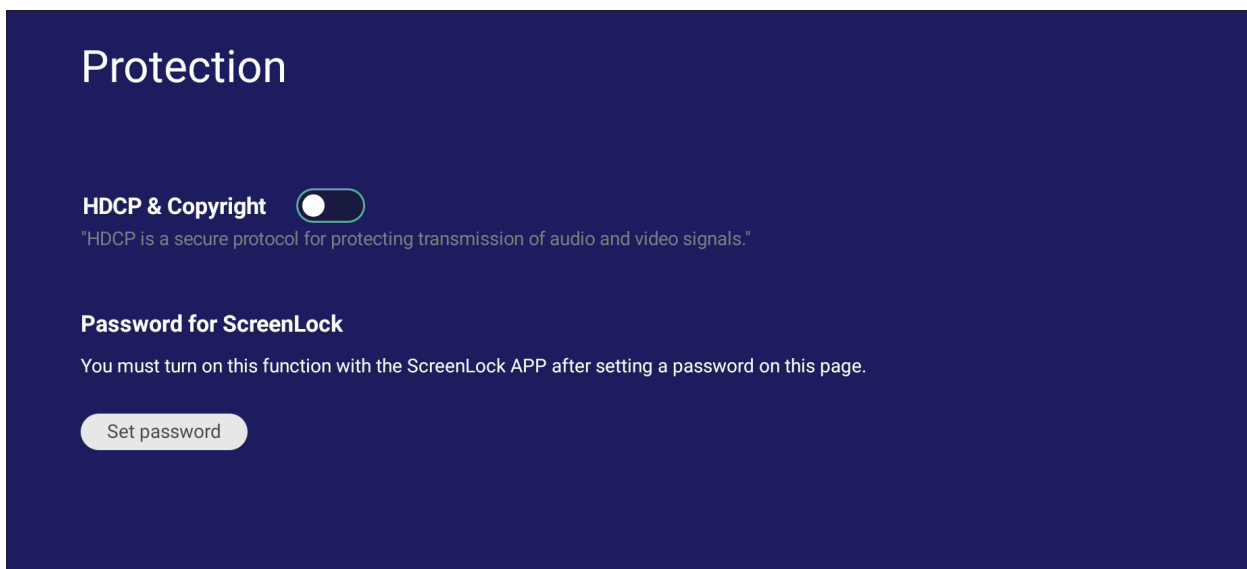 Protection
HDCP & Copyright
"HDCP is a secure protocol for protecting transmission of audio and video signals."
Password for ScreenLock
You must turn on this function with the ScreenLock APP after setting a password on this page.
Set password